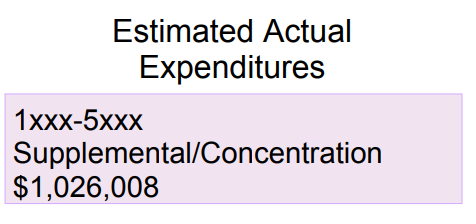 Estimated Actual
Expenditures
1xxx-5xxx
Supplemental/Concentration
$1,026,008